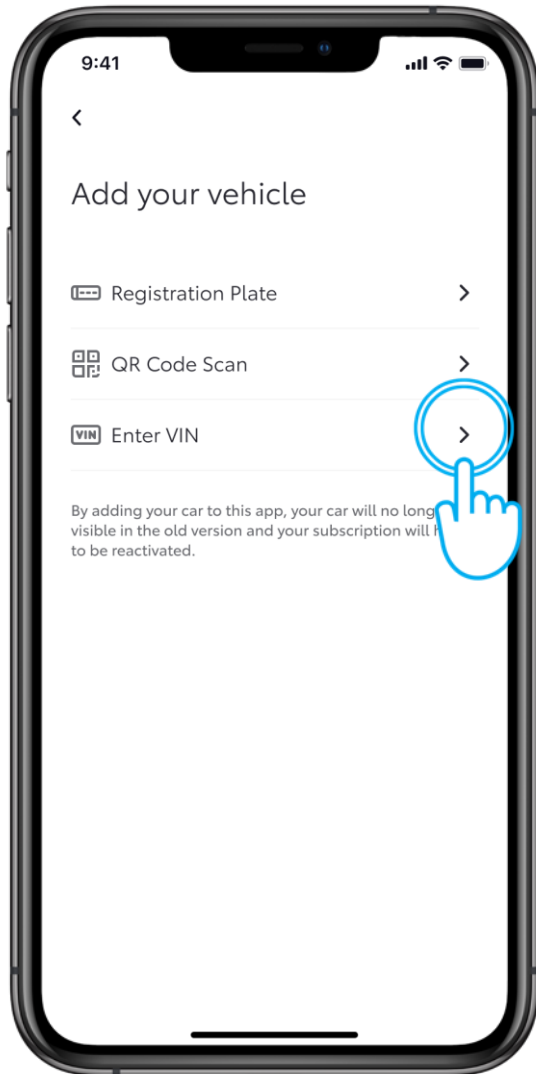 9:41
Add your vehicle
Registration Plate
QR Code Scan
VIN Enter VIN
By adding your car to this app, your car will no
visible in the old version and your subscription will
to be reactivated.